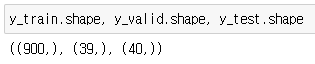 y_train.shape, y_valid.shape, y_test.shape
((900,), (39,), (40,))